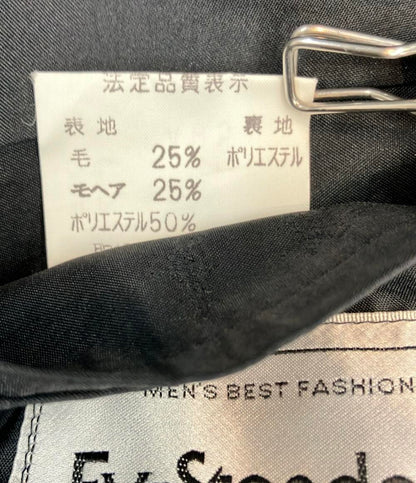 法定品質表示
表地 裏地
毛 25% ポリエステル
モヘア 25%
ポリエステル50%
MEN'S BEST FASHION